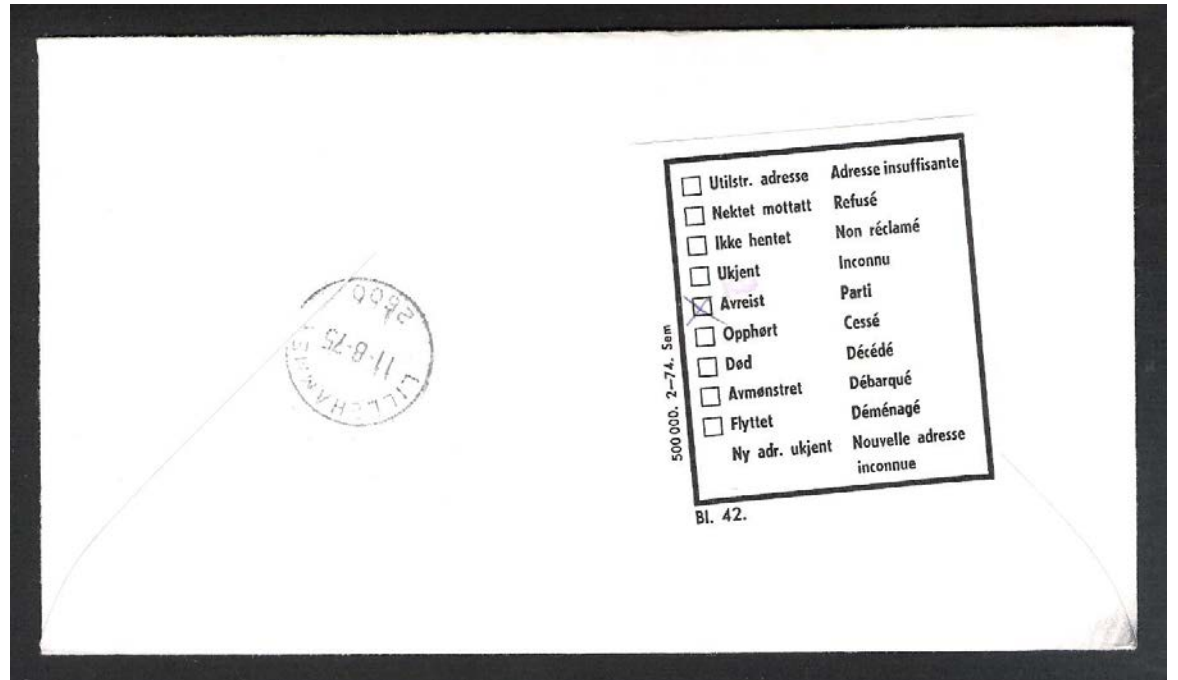 2600
11-8-75
LILLEHAMMER
Utilstr. adresse Adresse insuffisante
Nektet mottatt Refusé
Ikke hentet Non réclamé
Ukjent Inconnu
Avreist Parti
Opphørt Cessé
Død Décédé
Avmønstret Débarqué
Flyttet Déménagé
Ny adr. ukjent Nouvelle adresse
inconnue
500 000. 2—74. Sem
Bl. 42.